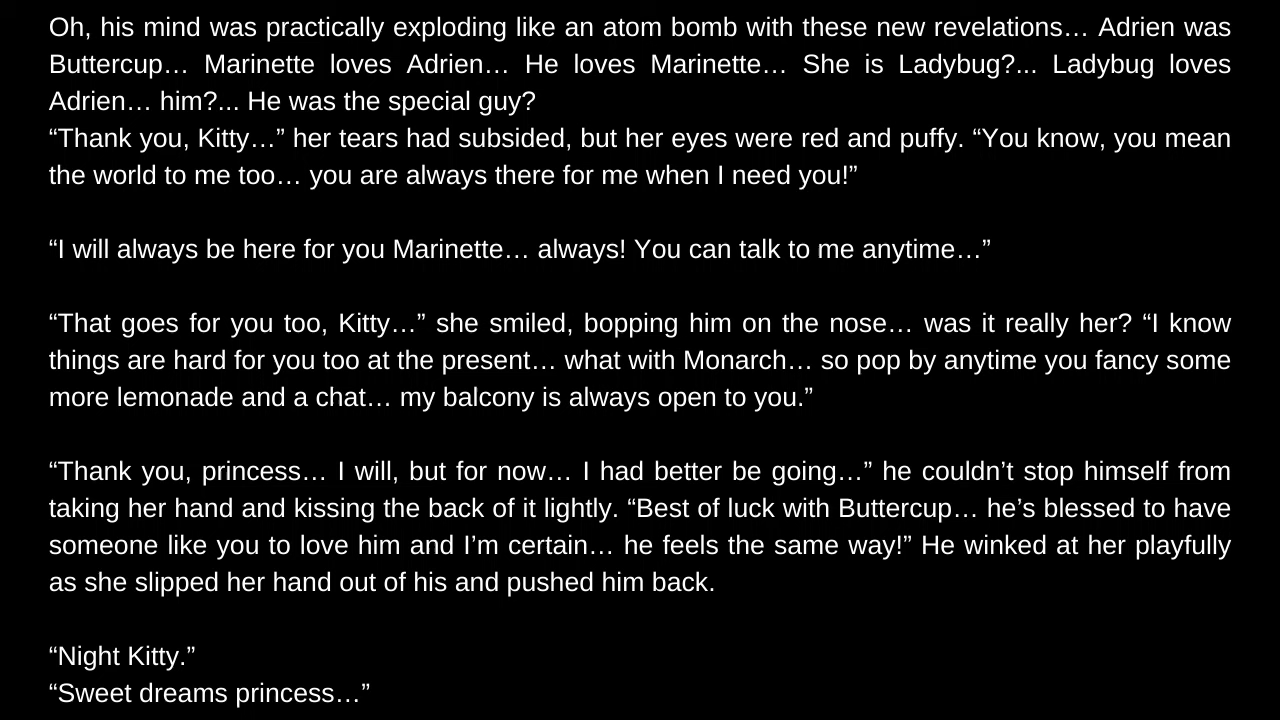 Oh, his mind was practically exploding like an atom bomb with these new revelations… Adrien was
Buttercup… Marinette loves Adrien… He loves Marinette… She is Ladybug?... Ladybug loves
Adrien… him?... He was the special guy?
“Thank you, Kitty…” her tears had subsided, but her eyes were red and puffy. “You know, you mean
the world to me too… you are always there for me when I need you!”
“I will always be here for you Marinette… always! You can talk to me anytime…”
“That goes for you too, Kitty…” she smiled, bopping him on the nose… was it really her? “I know
things are hard for you too at the present… what with Monarch… so pop by anytime you fancy some
more lemonade and a chat… my balcony is always open to you.”
“Thank you, princess… I will, but for now… I had better be going…” he couldn’t stop himself from
taking her hand and kissing the back of it lightly. “Best of luck with Buttercup… he’s blessed to have
someone like you to love him and I’m certain… he feels the same way!” He winked at her playfully
as she slipped her hand out of his and pushed him back.
“Night Kitty.”
“Sweet dreams princess…”